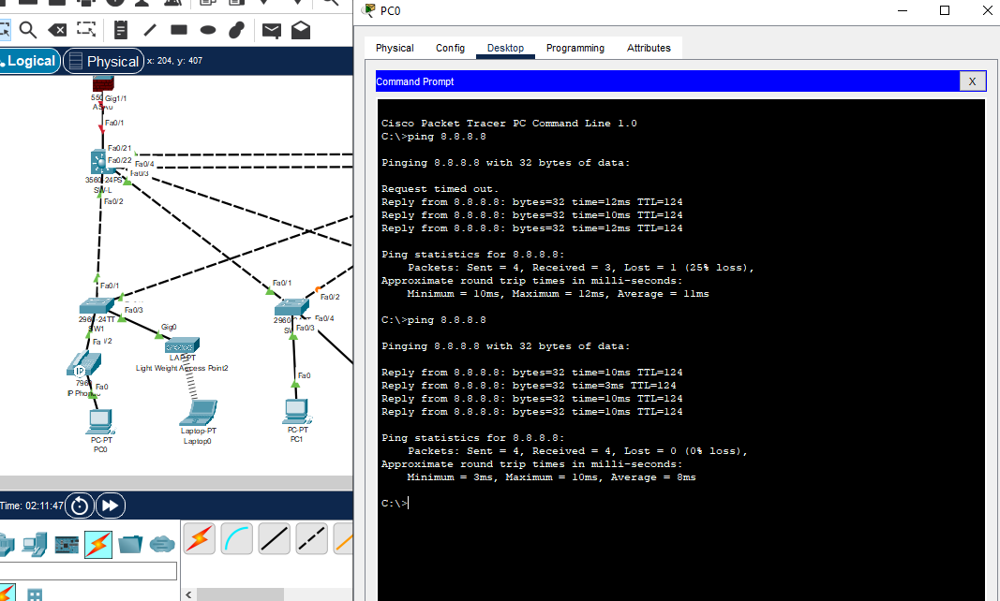 PC0
Physical
Config
Desktop
Programming
Attributes
Logical
Physical
x: 204, y: 407
Command Prompt
X
Gig1/1
Fa0/1
Fa0/21
Fa0/22
Fa0/4
Fa0/3
3560-24PS
SW-L
Fa0/2
Fa0/1
Fa0/3
2960-24TT
SW1
Gig0
LAP-PT
Light Weight Access Point2
Fa0
PC-PT
PC0
Laptop-PT
Laptop0
Fa0/1
Fa0/2
Fa0/4
Fa0/3
Fa0
PC-PT
PC1
IP
Time: 02:11:47
Cisco Packet Tracer PC Command Line 1.0
C:\>ping 8.8.8.8
Pinging 8.8.8.8 with 32 bytes of data:
Request timed out.
Reply from 8.8.8.8: bytes=32 time=12ms TTL=124
Reply from 8.8.8.8: bytes=32 time=10ms TTL=124
Reply from 8.8.8.8: bytes=32 time=12ms TTL=124
Ping statistics for 8.8.8.8:
Packets: Sent = 4, Received = 3, Lost = 1 (25% loss),
Approximate round trip times in milli-seconds:
Minimum = 10ms, Maximum = 12ms, Average = 11ms
C:\>ping 8.8.8.8
Pinging 8.8.8.8 with 32 bytes of data:
Reply from 8.8.8.8: bytes=32 time=10ms TTL=124
Reply from 8.8.8.8: bytes=32 time=3ms TTL=124
Reply from 8.8.8.8: bytes=32 time=10ms TTL=124
Reply from 8.8.8.8: bytes=32 time=10ms TTL=124
Ping statistics for 8.8.8.8:
Packets: Sent = 4, Received = 4, Lost = 0 (0% loss),
Approximate round trip times in milli-seconds:
Minimum = 3ms, Maximum = 10ms, Average = 8ms
C:\>